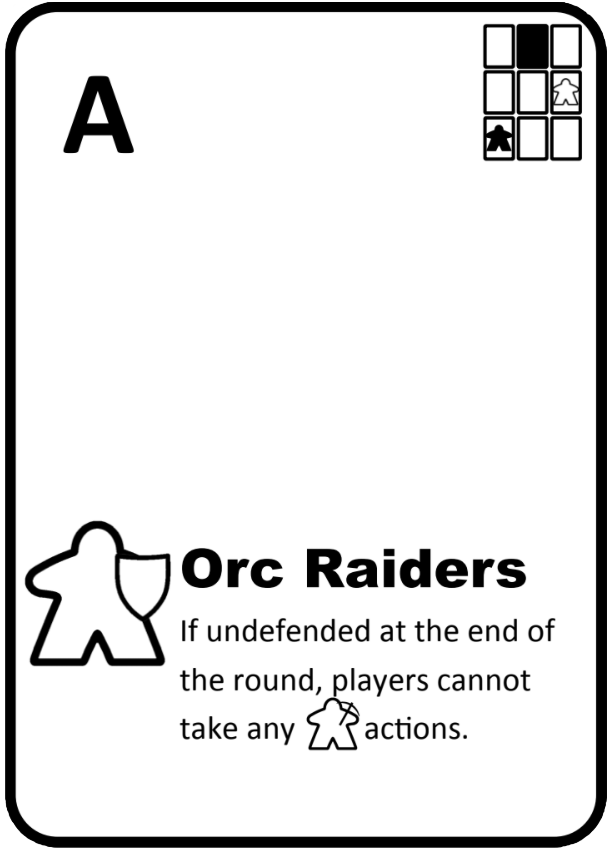 A
Orc Raiders
If undefended at the end of
the round, players cannot
take any actions.